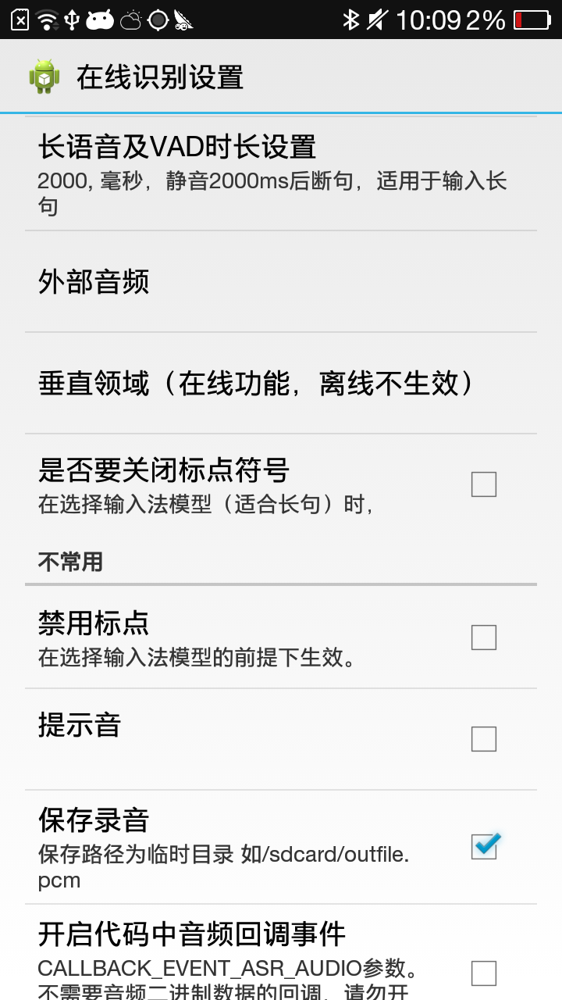 10:09 2%
在线识别设置
长语音及VAD时长设置
2000, 毫秒，静音2000ms后断句，适用于输入长
句
外部音频
垂直领域（在线功能，离线不生效）
是否要关闭标点符号
在选择输入法模型（适合长句）时，
不常用
禁用标点
在选择输入法模型的前提下生效。
提示音
保存录音
保存路径为临时目录 如/sdcard/outfile.
pcm
开启代码中音频回调事件
CALLBACK_EVENT_ASR_AUDIO参数。
不需要音频二进制数据的回调，请勿开